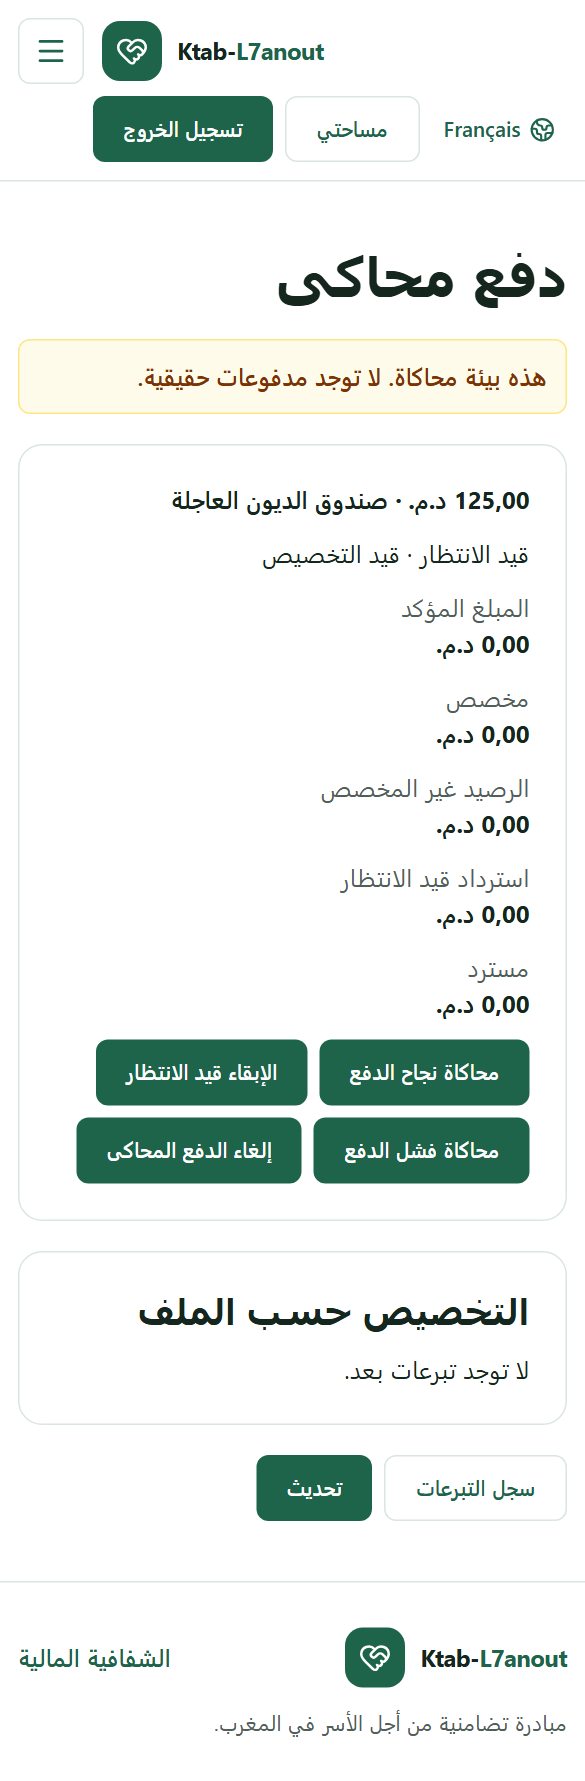 Ktab-L7anout
Français
مساحتي
تسجيل الخروج
دفع محاكى
هذه بيئة محاكاة. لا توجد مدفوعات حقيقية.
125,00 د.م. · صندوق الديون العاجلة
قيد الانتظار · قيد التخصيص
المبلغ المؤكد
0,00 د.م.
مخصص
0,00 د.م.
الرصيد غير المخصص
0,00 د.م.
استرداد قيد الانتظار
0,00 د.م.
مسترد
0,00 د.م.
محاكاة نجاح الدفع
الإبقاء قيد الانتظار
محاكاة فشل الدفع
إلغاء الدفع المحاكى
التخصيص حسب الملف
لا توجد تبرعات بعد.
سجل التبرعات
تحديث
Ktab-L7anout
الشفافية المالية
مبادرة تضامنية من أجل الأسر في المغرب.